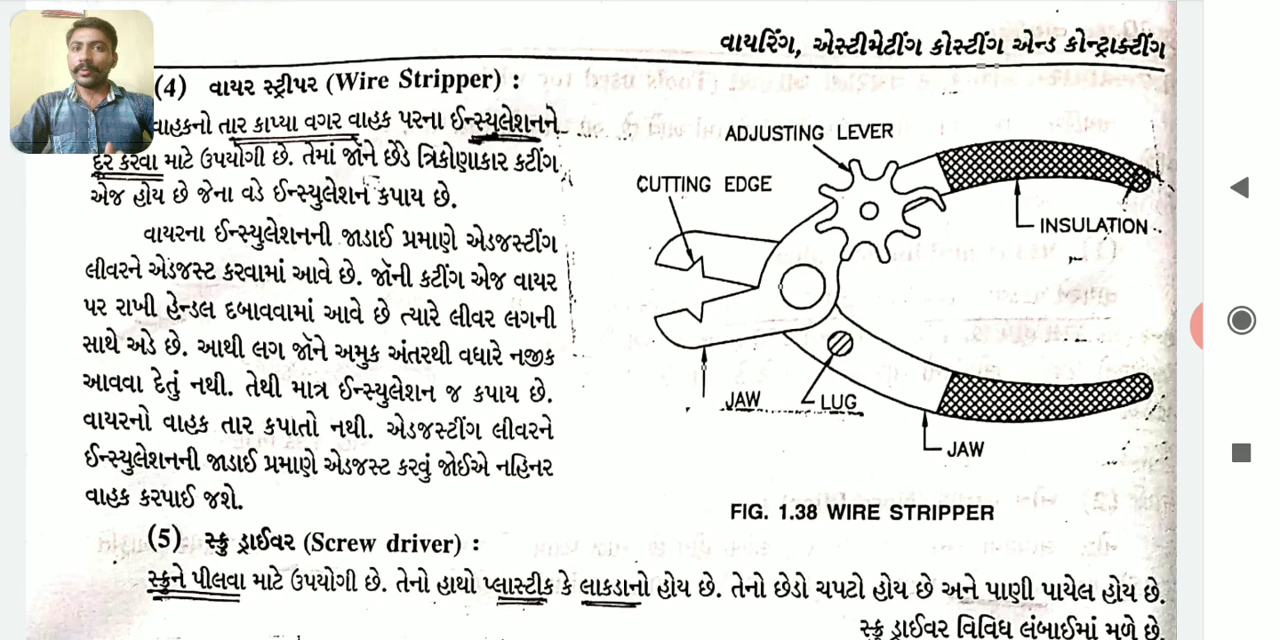 વાયરિંગ, એસ્ટીમેટીંગ કોસ્ટીંગ એન્ડ કોન્ટ્રાક્ટીંગ
(4) વાયર સ્ટ્રીપર (Wire Stripper) :
વાહકનો તાર કાપ્યા વગર વાહક પરના ઈન્સ્યુલેશનને
દૂર કરવા માટે ઉપયોગી છે. તેમાં જૉને છેડે ત્રિકોણાકાર કટીંગ
એજ હોય છે જેના વડે ઈન્સ્યુલેશન કપાય છે.
વાયરના ઈન્સ્યુલેશનની જાડાઈ પ્રમાણે એડજસ્ટીંગ
લીવરને એડજસ્ટ કરવામાં આવે છે. જૉની કટીંગ એજ વાયર
પર રાખી હેન્ડલ દબાવવામાં આવે છે ત્યારે લીવર લગની
સાથે અડે છે. આથી લગ જૉને અમુક અંતરથી વધારે નજીક
આવવા દેતું નથી. તેથી માત્ર ઈન્સ્યુલેશન જ કપાય છે.
વાયરનો વાહક તાર કપાતો નથી. એડજસ્ટીંગ લીવરને
ઈન્સ્યુલેશનની જાડાઈ પ્રમાણે એડજસ્ટ કરવું જોઈએ નહિનર
વાહક કરપાઈ જશે.
ADJUSTING LEVER
CUTTING EDGE
INSULATION
JAW
LUG
JAW
FIG. 1.38 WIRE STRIPPER
(5) સ્ક્રુ ડ્રાઈવર (Screw driver) :
સ્ક્રુને પીલવા માટે ઉપયોગી છે. તેનો હાથો પ્લાસ્ટીક કે લાકડાનો હોય છે. તેનો છેડો ચપટો હોય છે અને પાણી પાયેલ હોય છે.
સ્ક્રુ ડ્રાઈવર વિવિધ લંબાઈમાં મળે છે.